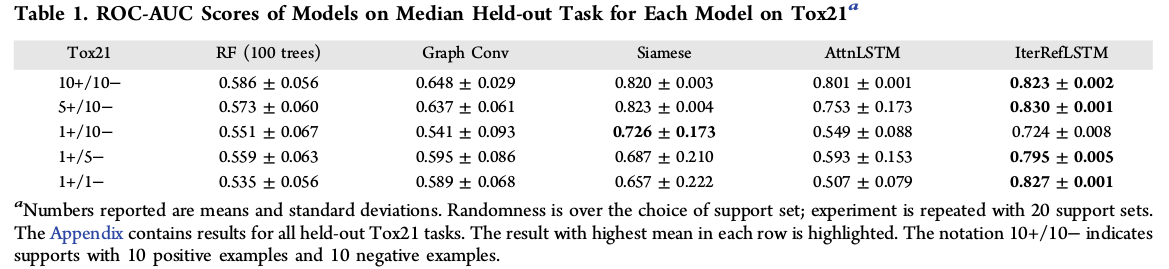 Table 1. ROC-AUC Scores of Models on Median Held-out Task for Each Model on Tox21a
Tox21 RF (100 trees) Graph Conv Siamese AttnLSTM IterRefLSTM
10+/10− 0.586 ± 0.056 0.648 ± 0.029 0.820 ± 0.003 0.801 ± 0.001 0.823 ± 0.002
5+/10− 0.573 ± 0.060 0.637 ± 0.061 0.823 ± 0.004 0.753 ± 0.173 0.830 ± 0.001
1+/10− 0.551 ± 0.067 0.541 ± 0.093 0.726 ± 0.173 0.549 ± 0.088 0.724 ± 0.008
1+/5− 0.559 ± 0.063 0.595 ± 0.086 0.687 ± 0.210 0.593 ± 0.153 0.795 ± 0.005
1+/1− 0.535 ± 0.056 0.589 ± 0.068 0.657 ± 0.222 0.507 ± 0.079 0.827 ± 0.001
aNumbers reported are means and standard deviations. Randomness is over the choice of support set; experiment is repeated with 20 support sets.
The Appendix contains results for all held-out Tox21 tasks. The result with highest mean in each row is highlighted. The notation 10+/10− indicates
supports with 10 positive examples and 10 negative examples.